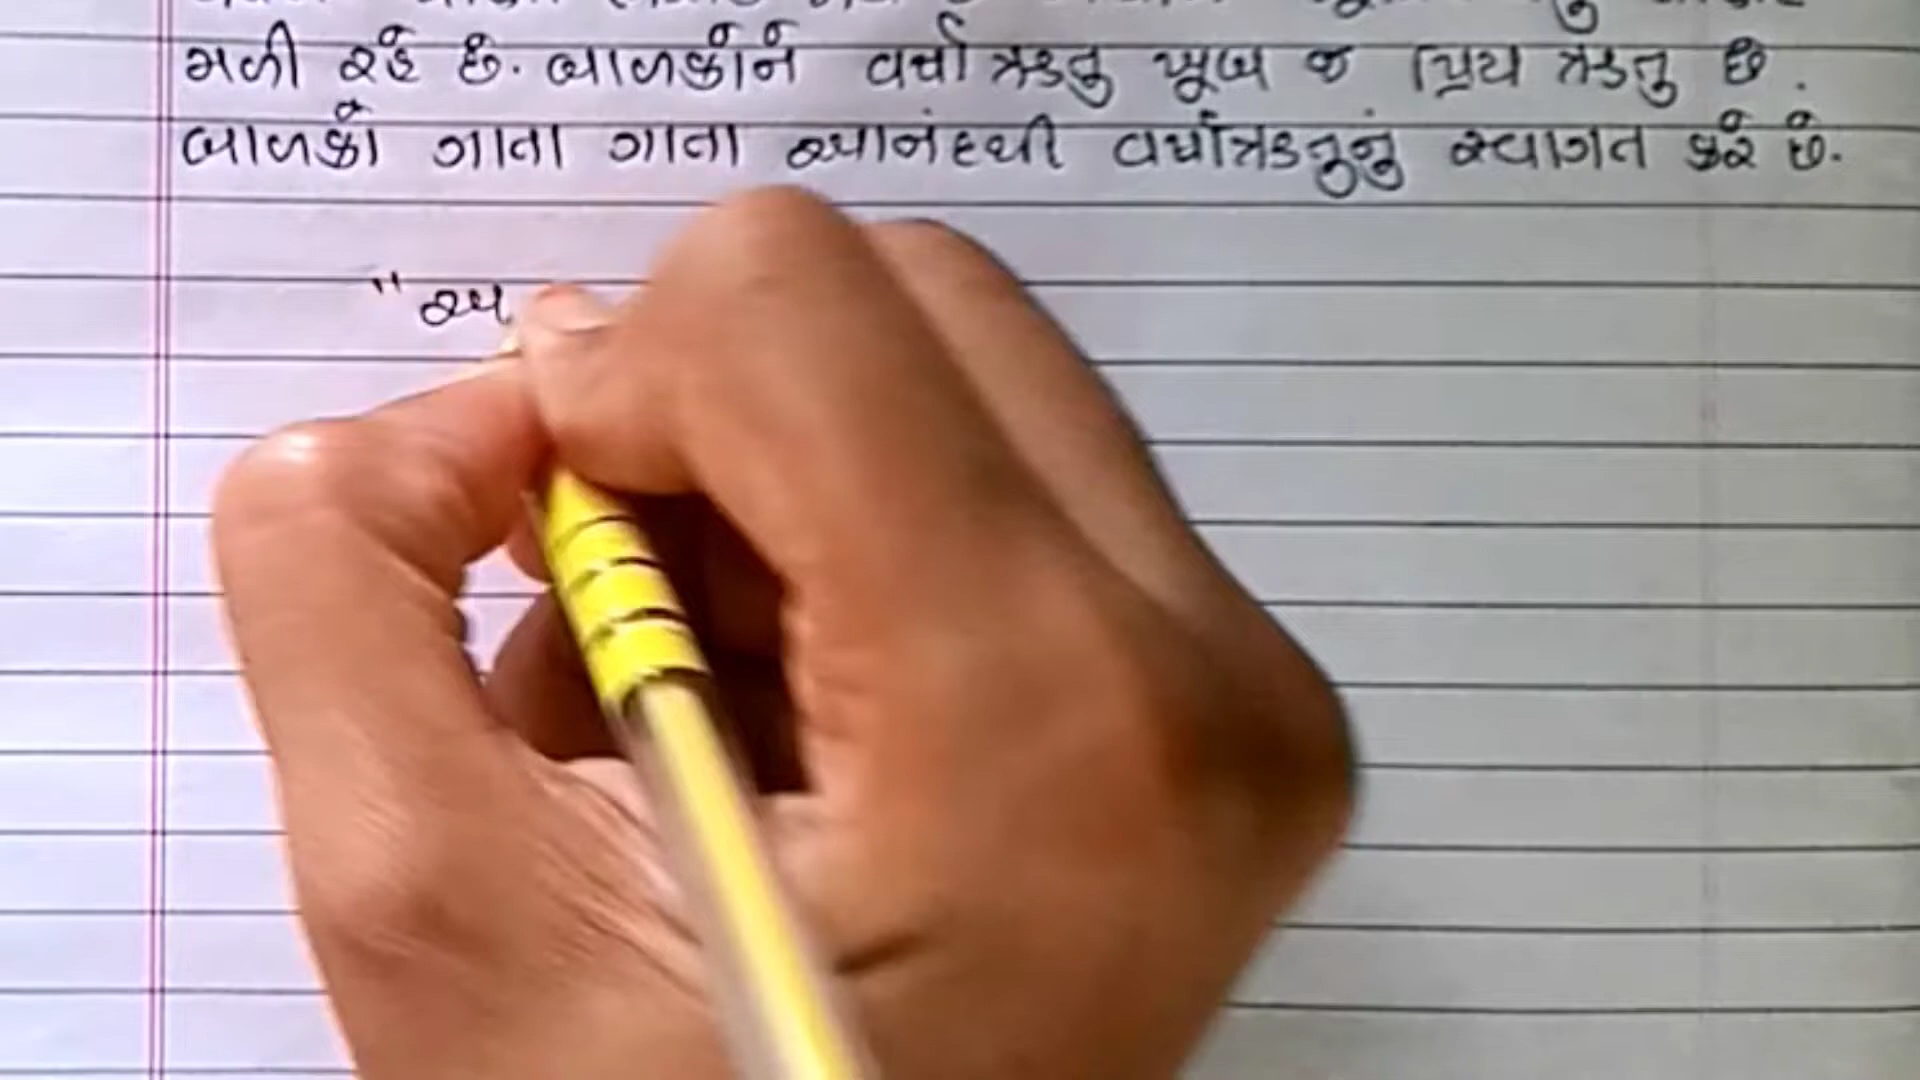 મળી રહે છે. બાળકોને વર્ષાઋતુ ખૂબ જ પ્રિય ઋતુ છે.
બાળકો ગાતા ગાતા આનંદથી વર્ષાઋતુનું સ્વાગત કરે છે.
"આ